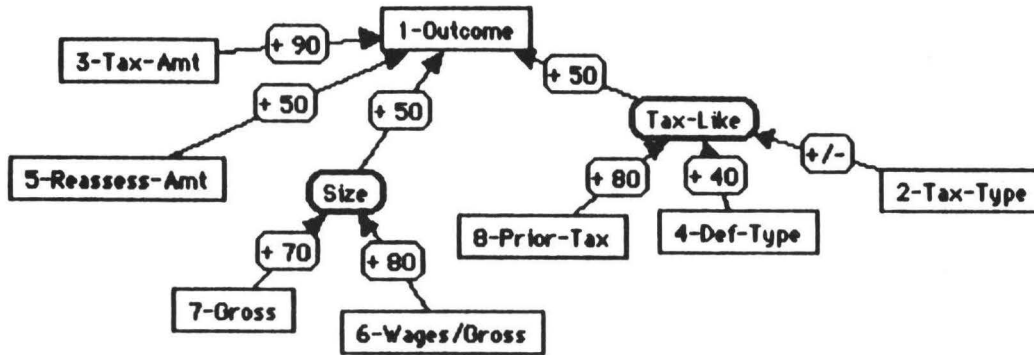 1-Outcome
+ 90
3-Tax-Amt
+ 50
+ 50
+ 50
Tax-Like
+/-
5-Reassess-Amt
Size
+ 80
+ 40
2-Tax-Type
8-Prior-Tax
4-Def-Type
+ 70
+ 80
7-Gross
6-Wages/Gross